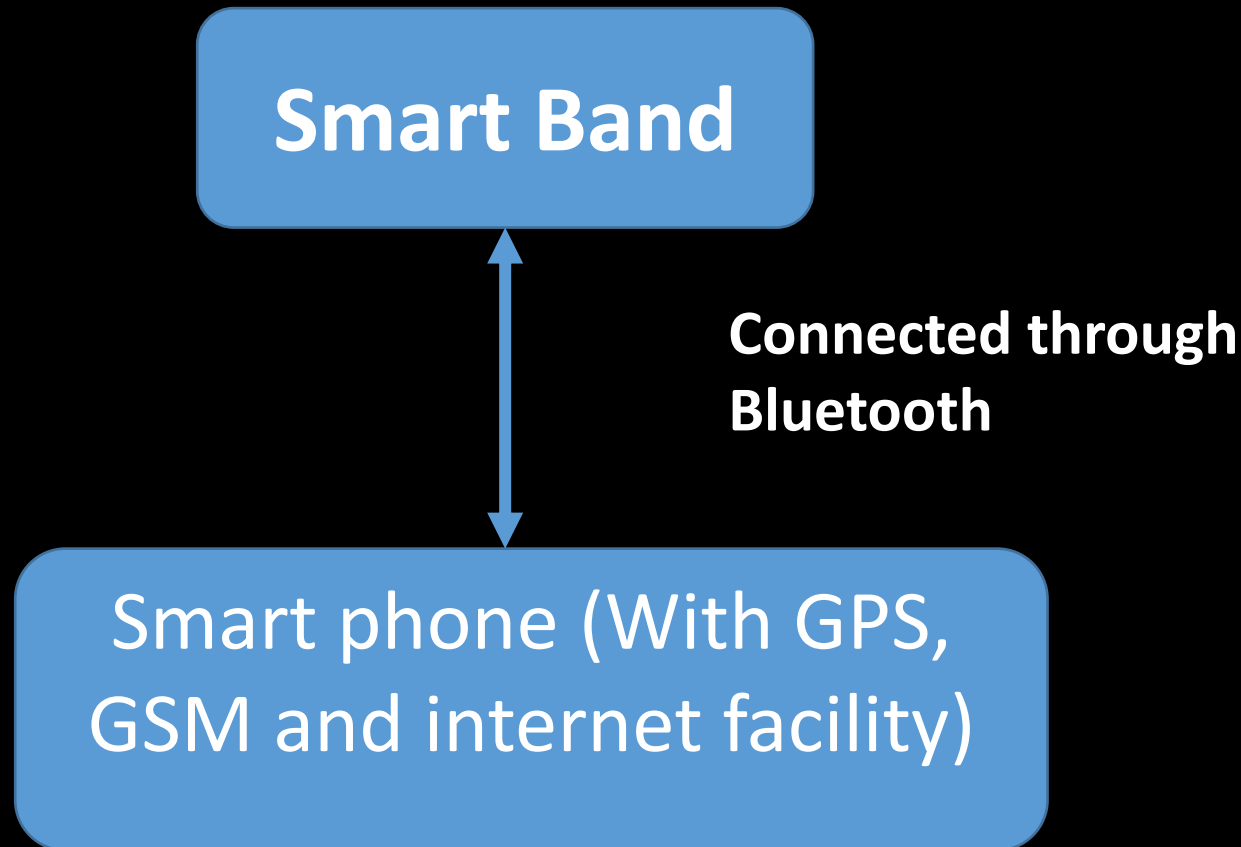 Smart Band
Connected through
Bluetooth
Smart phone (With GPS,
GSM and internet facility)